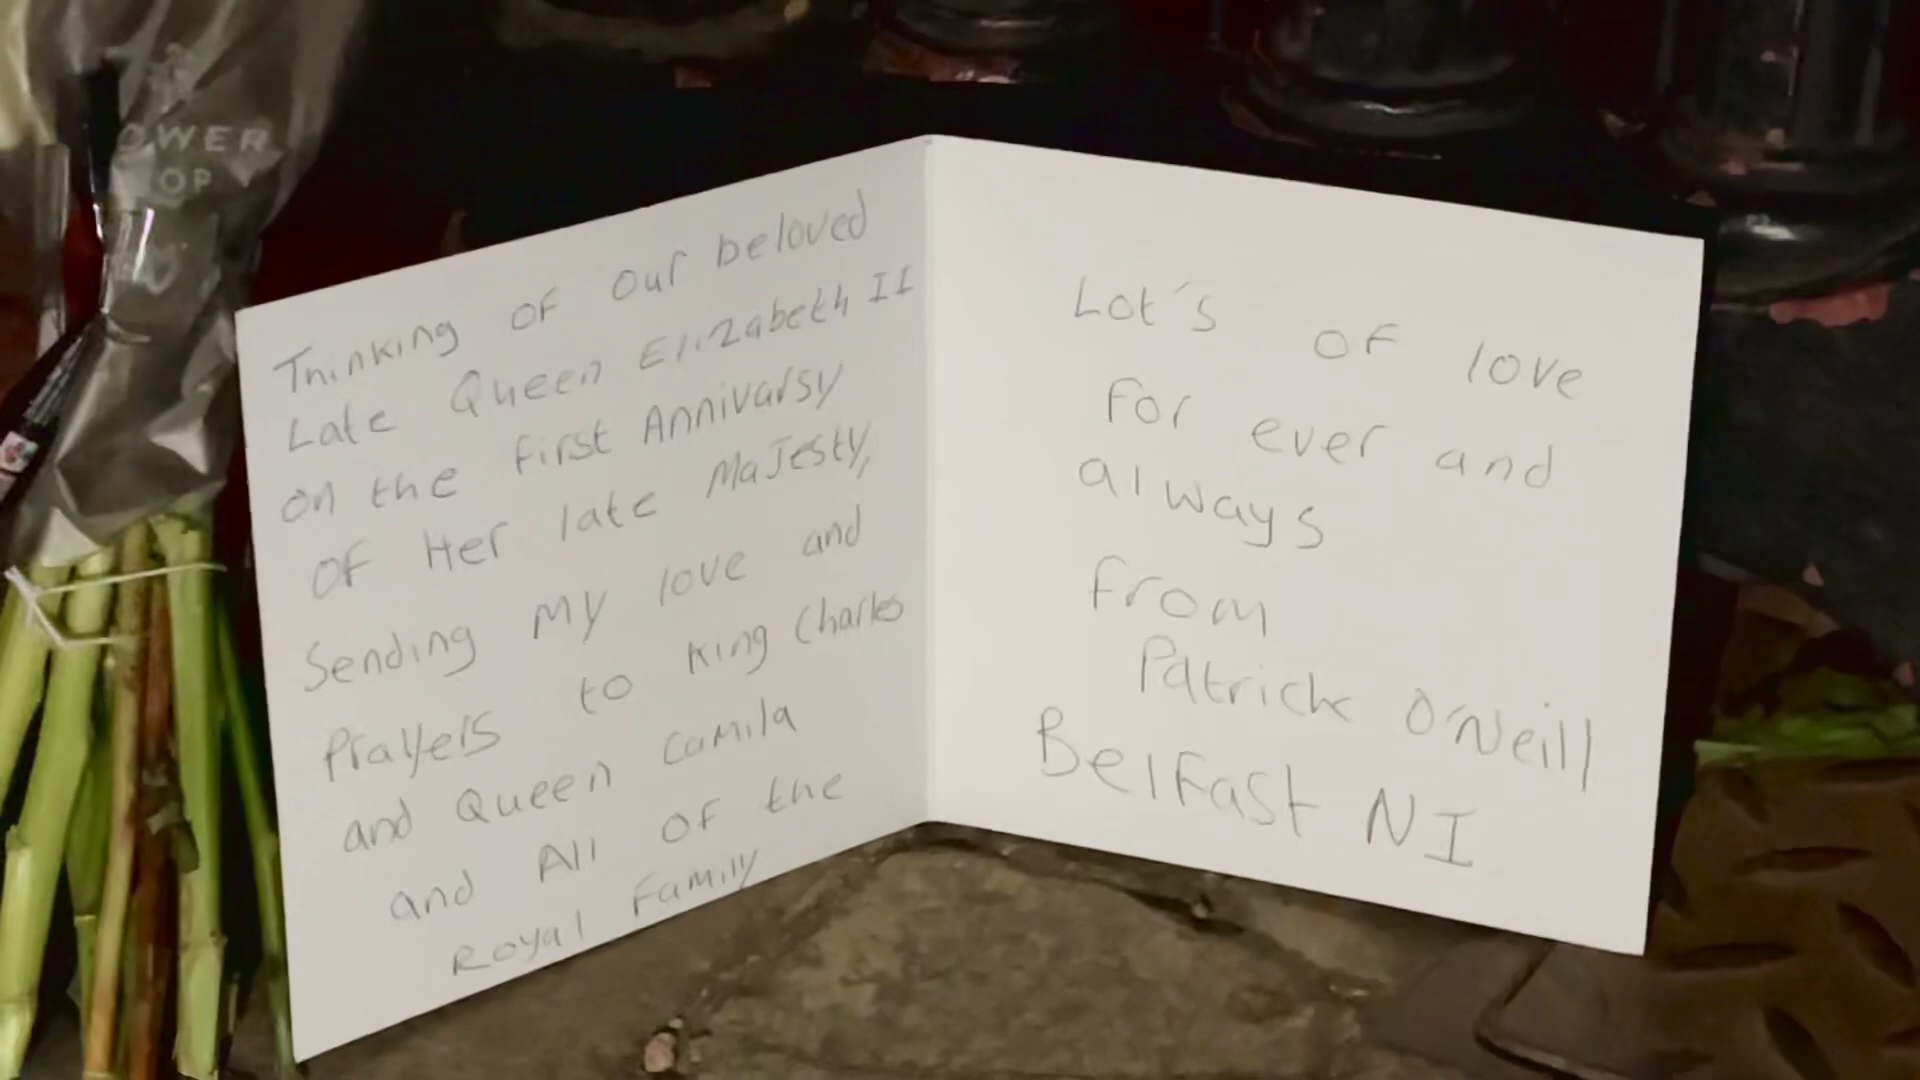 OWER
OP
Thinking of our beloved
Late Queen Elizabeth II
on the first Annivarsy
of Her late Majesty,
Sending my love and
Prayers to King Charles
and Queen Camila
and All of the
Royal Family
Lot's of love
for ever and
always
from
Patrick O'Neill
Belfast NI